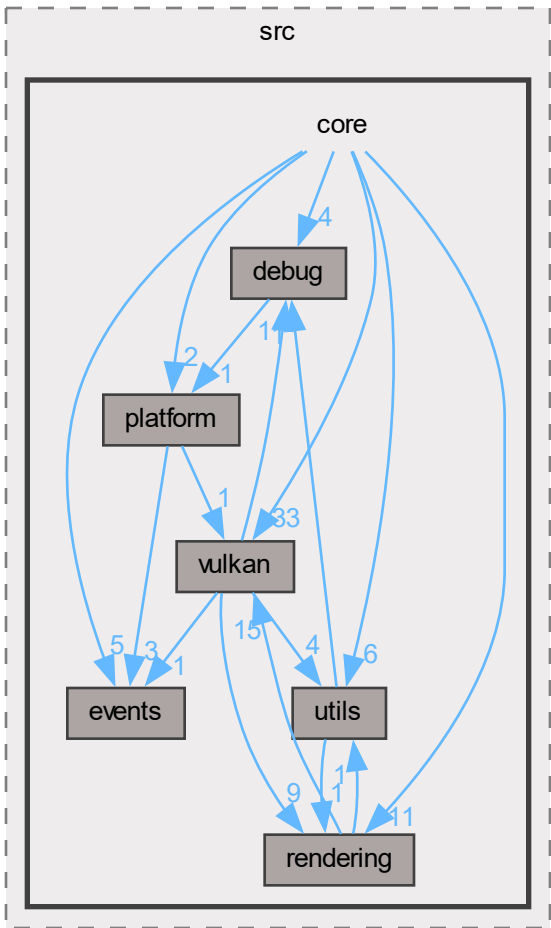 src
core
4
debug
1 1
2 1
platform
1
33
vulkan
15 4
5 3 1 6
events
utils
9 1 1 11
rendering